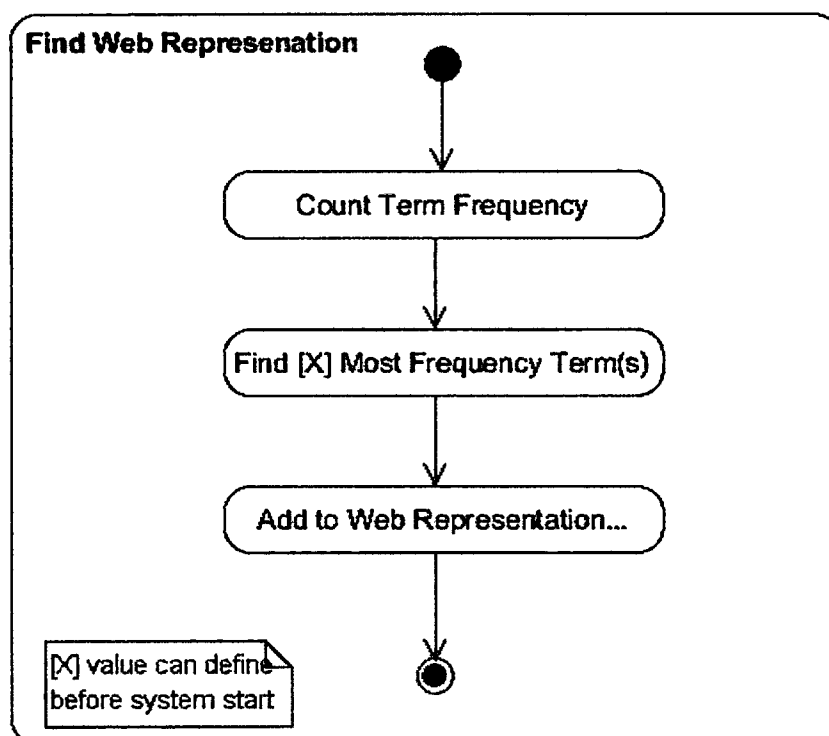 Find Web Represenation
Count Term Frequency
Find [X] Most Frequency Term(s)
Add to Web Representation...
[X] value can define
before system start